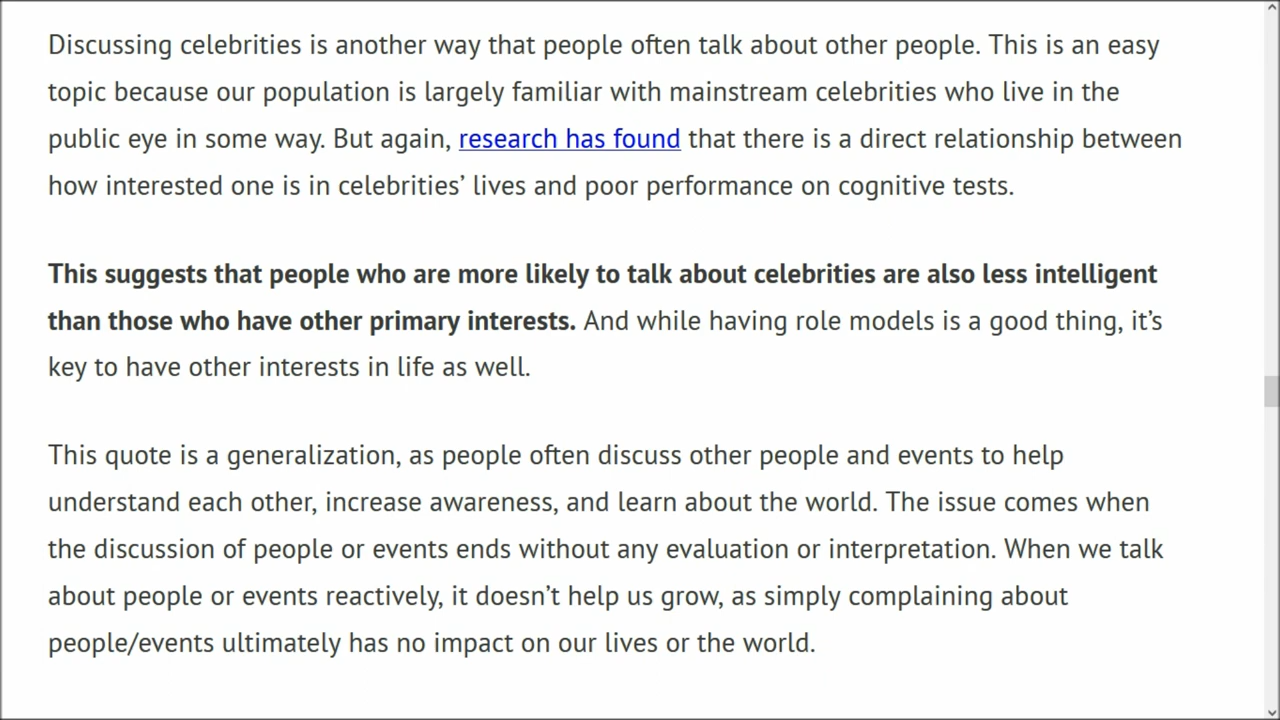 Discussing celebrities is another way that people often talk about other people. This is an easy
topic because our population is largely familiar with mainstream celebrities who live in the
public eye in some way. But again, research has found that there is a direct relationship between
how interested one is in celebrities’ lives and poor performance on cognitive tests.
This suggests that people who are more likely to talk about celebrities are also less intelligent
than those who have other primary interests. And while having role models is a good thing, it’s
key to have other interests in life as well.
This quote is a generalization, as people often discuss other people and events to help
understand each other, increase awareness, and learn about the world. The issue comes when
the discussion of people or events ends without any evaluation or interpretation. When we talk
about people or events reactively, it doesn’t help us grow, as simply complaining about
people/events ultimately has no impact on our lives or the world.